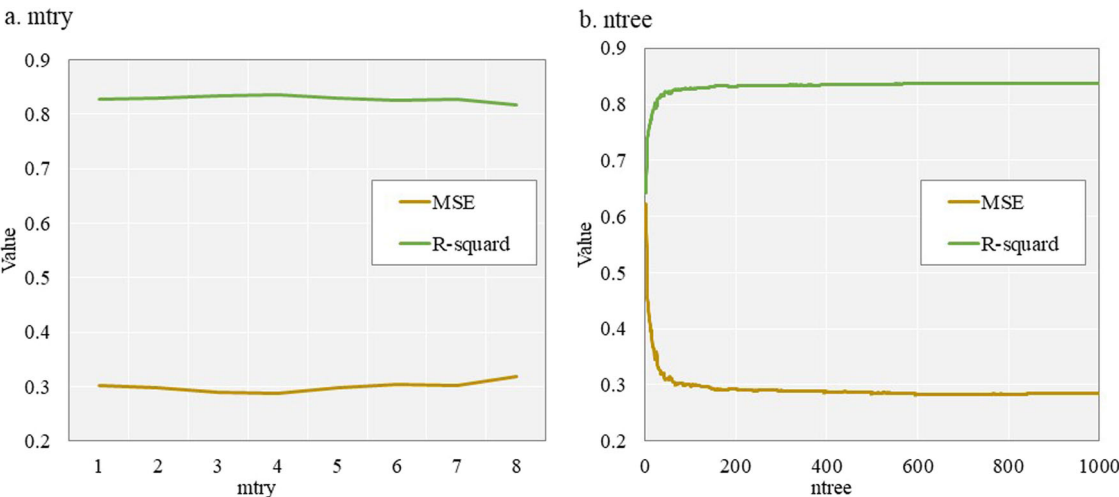 a. mtry
0.9
0.8
0.7
0.6
0.5
0.4
0.3
0.2
Value
MSE
R-squard
1 2 3 4 5 6 7 8
mtry
b. ntree
0.9
0.8
0.7
0.6
0.5
0.4
0.3
0.2
Value
MSE
R-squard
0 200 400 600 800 1000
ntree